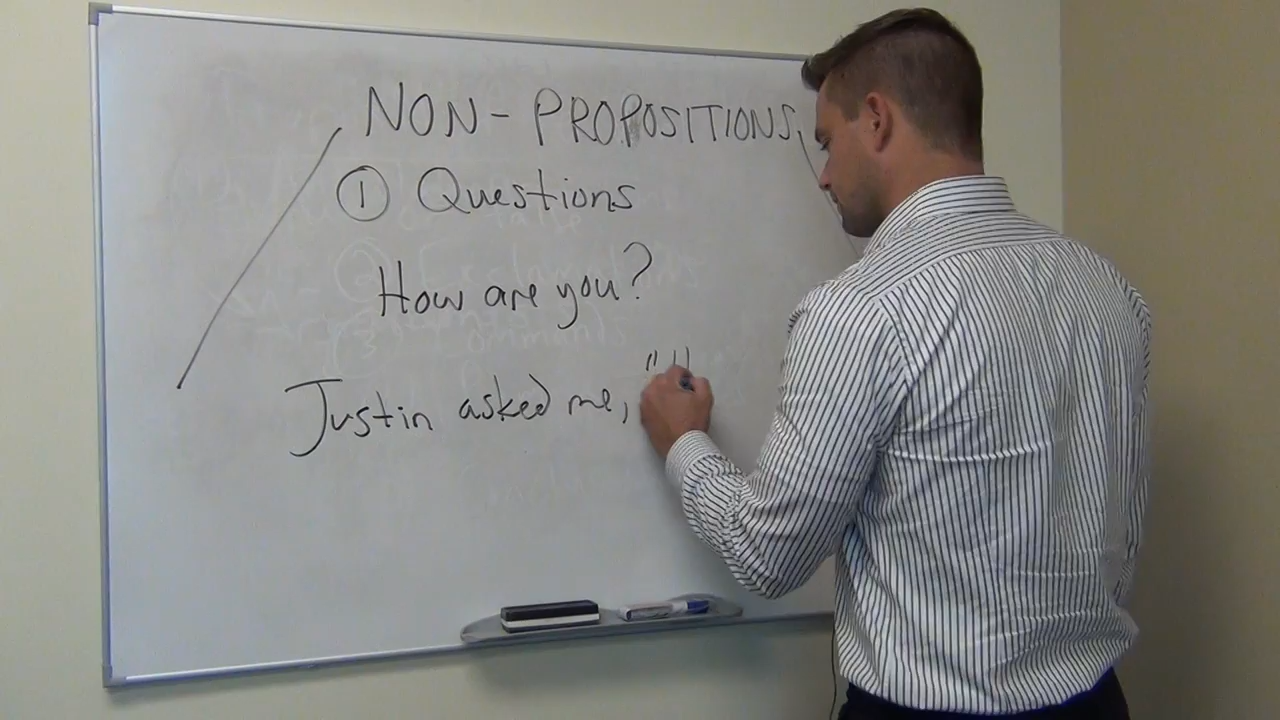 NON-PROPOSITIONS
① Questions
How are you?
Justin asked me, "H